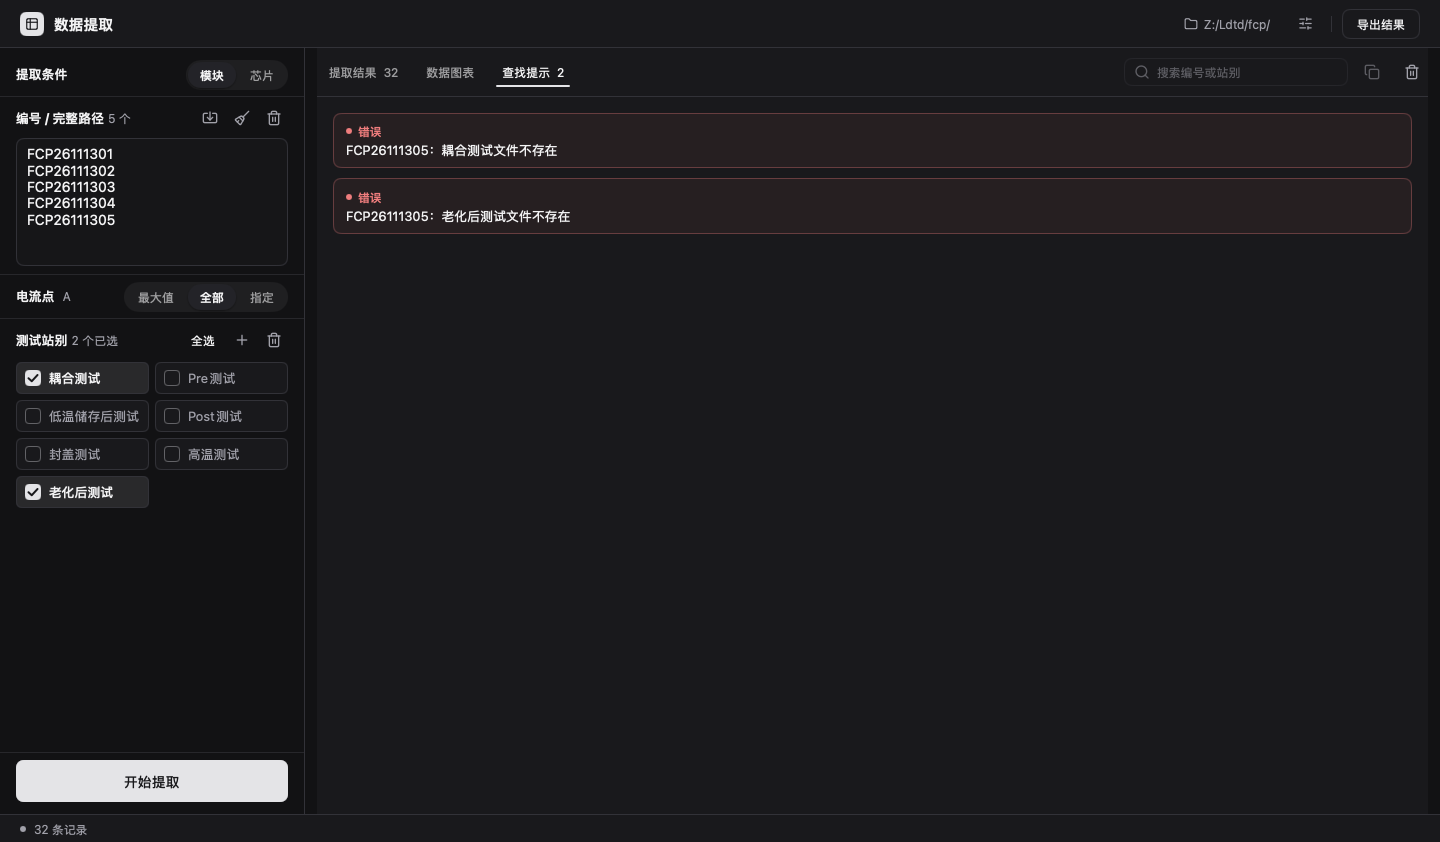 数据提取
Z:/Ldtd/fcp/
导出结果
提取条件
模块
芯片
提取结果 32
数据图表
查找提示 2
搜索编号或站别
编号 / 完整路径 5 个
FCP26111301
FCP26111302
FCP26111303
FCP26111304
FCP26111305
错误
FCP26111305：耦合测试文件不存在
错误
FCP26111305：老化后测试文件不存在
电流点 A
最大值
全部
指定
测试站别 2 个已选
全选
耦合测试
Pre测试
低温储存后测试
Post测试
封盖测试
高温测试
老化后测试
开始提取
32 条记录